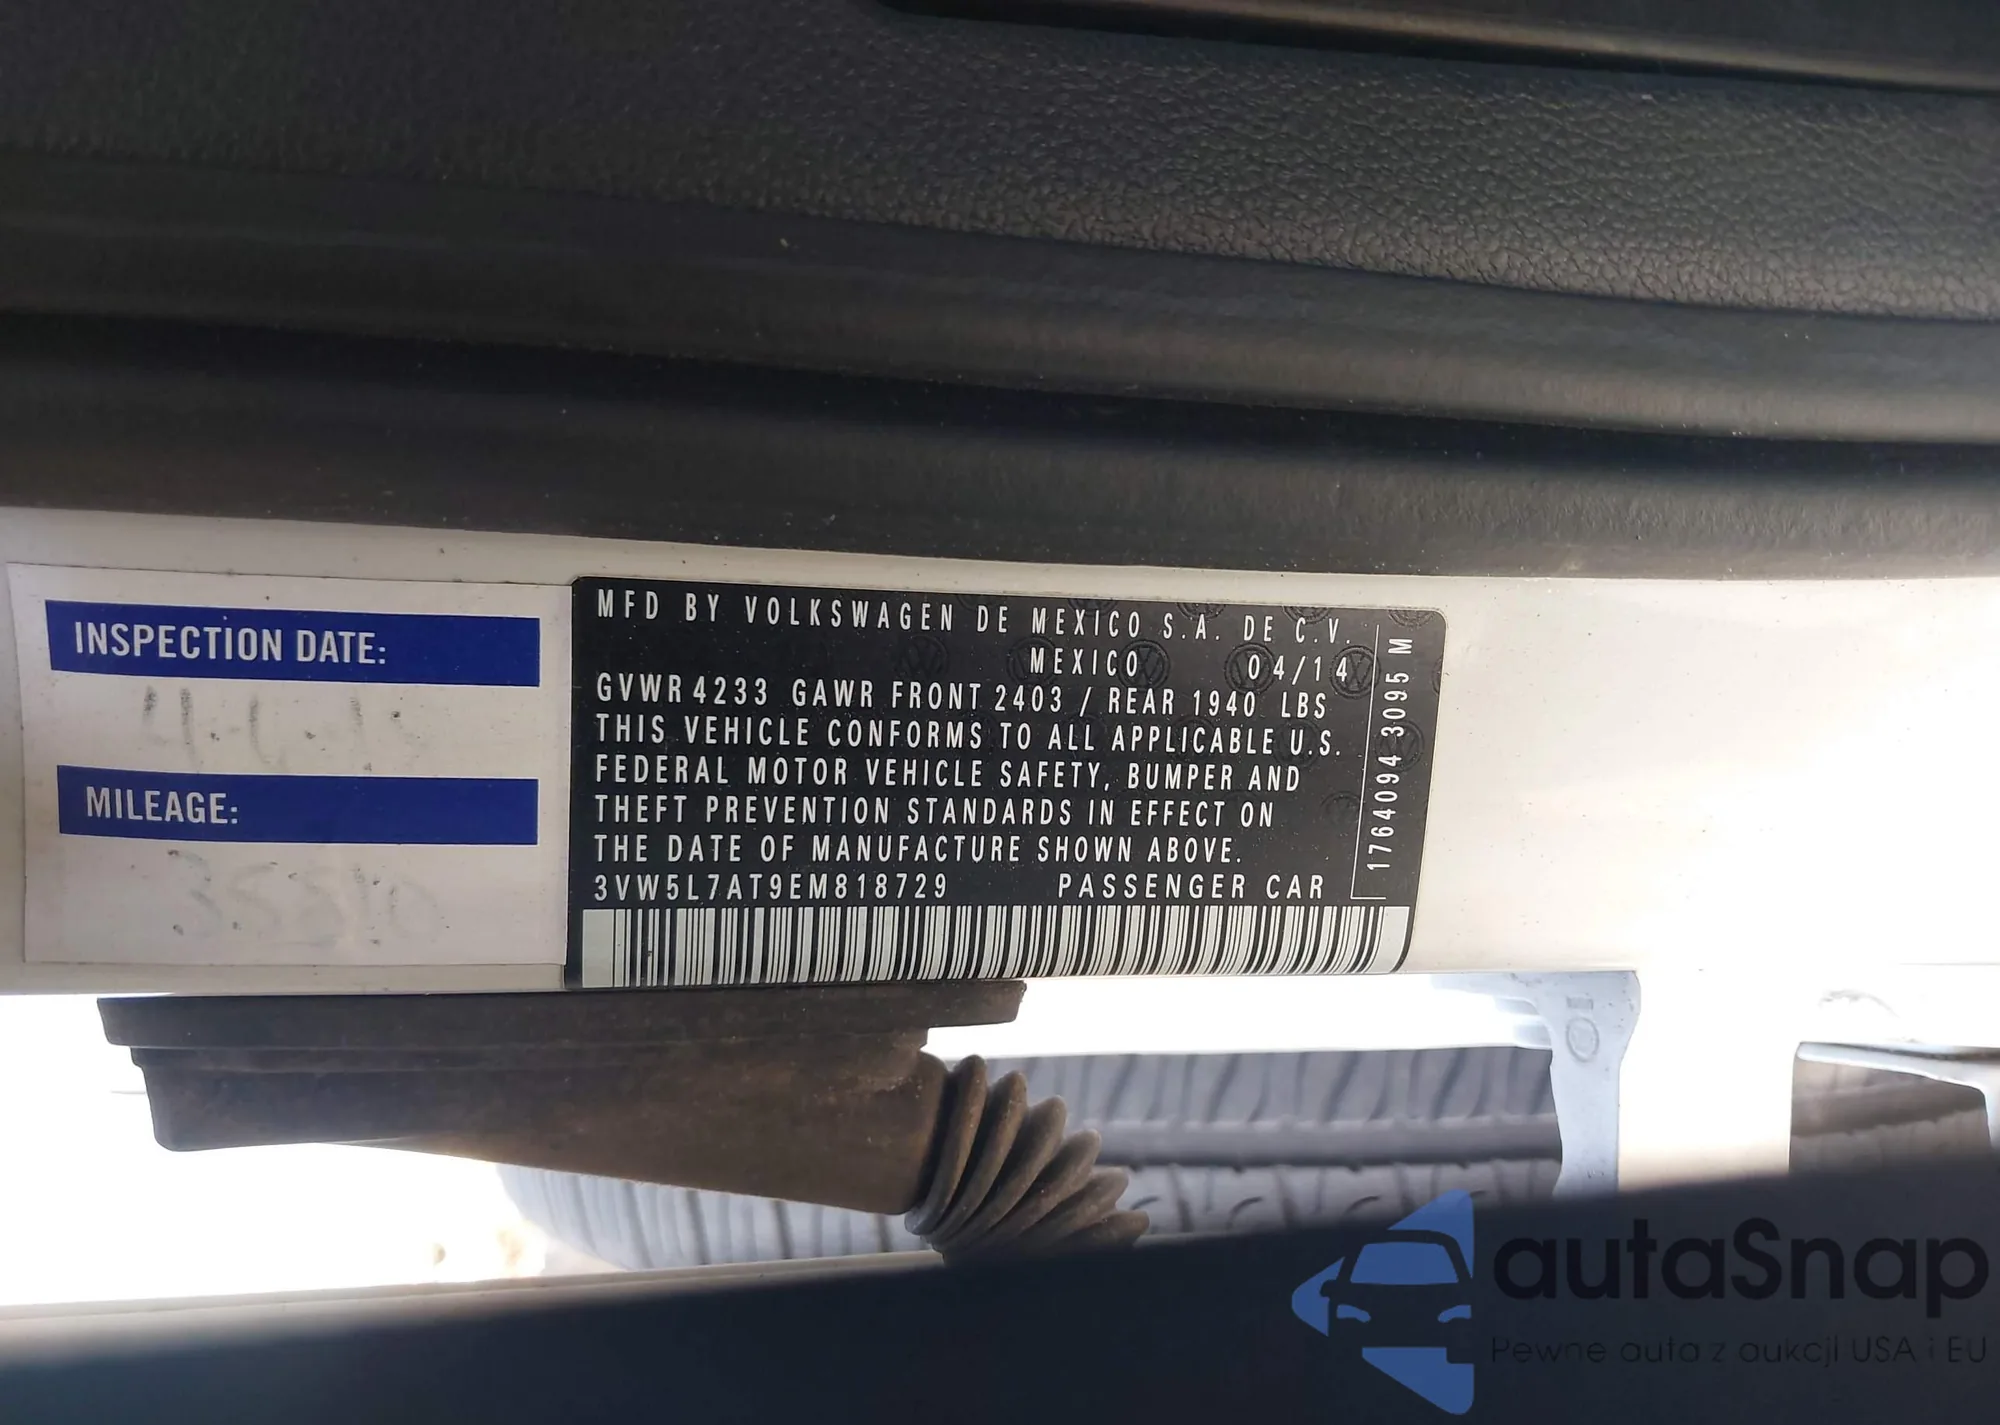 INSPECTION DATE:
MILEAGE:
MFD BY VOLKSWAGEN DE MEXICO S.A. DE C.V.
MEXICO 04/14
GVWR 4233 GAWR FRONT 2403 / REAR 1940 LBS
THIS VEHICLE CONFORMS TO ALL APPLICABLE U.S.
FEDERAL MOTOR VEHICLE SAFETY, BUMPER AND
THEFT PREVENTION STANDARDS IN EFFECT ON
THE DATE OF MANUFACTURE SHOWN ABOVE.
3VW5L7AT9EM818729 PASSENGER CAR
17640094 3095 M
autaSnap
Pewne auta z aukcji USA i EU